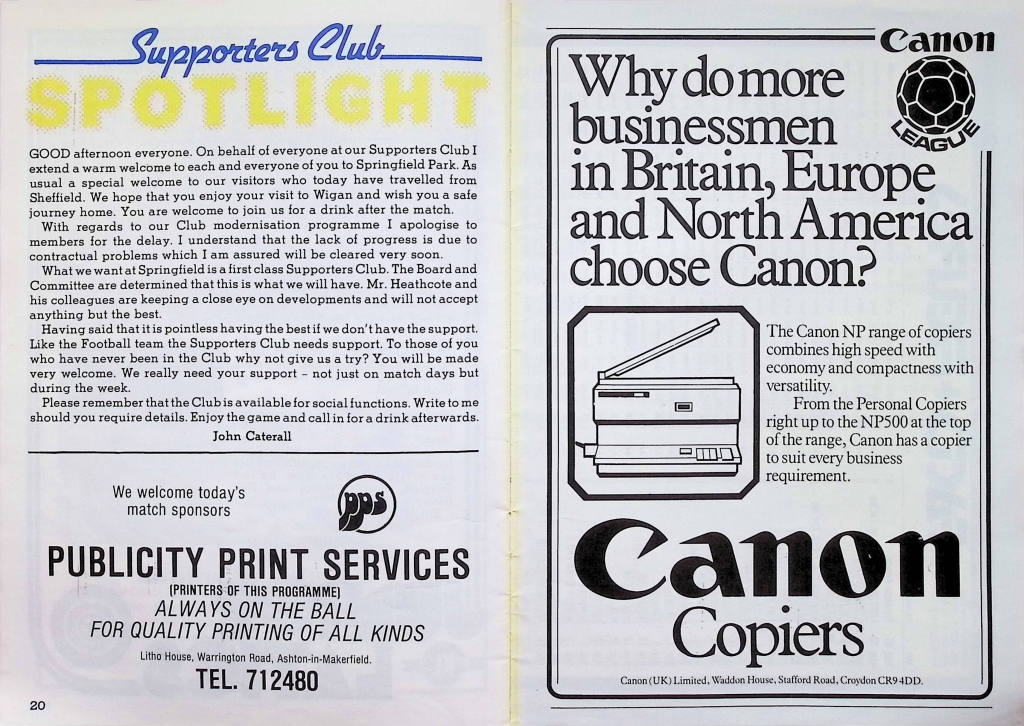 Supporters Club
SPOTLIGHT
GOOD afternoon everyone. On behalf of everyone at our Supporters Club I
extend a warm welcome to each and everyone of you to Springfield Park. As
usual a special welcome to our visitors who today have travelled from
Sheffield. We hope that you enjoy your visit to Wigan and wish you a safe
journey home. You are welcome to join us for a drink after the match.
With regards to our Club modernisation programme I apologise to
members for the delay. I understand that the lack of progress is due to
contractual problems which I am assured will be cleared very soon.
What we want at Springfield is a first class Supporters Club. The Board and
Committee are determined that this is what we will have. Mr. Heathcote and
his colleagues are keeping a close eye on developments and will not accept
anything but the best.
Having said that it is pointless having the best if we don't have the support.
Like the Football team the Supporters Club needs support. To those of you
who have never been in the Club why not give us a try? You will be made
very welcome. We really need your support – not just on match days but
during the week.
Please remember that the Club is available for social functions. Write to me
should you require details. Enjoy the game and call in for a drink afterwards.
John Caterall
We welcome today's
match sponsors
pps
PUBLICITY PRINT SERVICES
(PRINTERS OF THIS PROGRAMME)
ALWAYS ON THE BALL
FOR QUALITY PRINTING OF ALL KINDS
Litho House, Warrington Road, Ashton-in-Makerfield.
TEL. 712480
20
Canon
LEAGUE
Why do more
businessmen
in Britain, Europe
and North America
choose Canon?
The Canon NP range of copiers
combines high speed with
economy and compactness with
versatility.
From the Personal Copiers
right up to the NP500 at the top
of the range, Canon has a copier
to suit every business
requirement.
Canon
Copiers
Canon (UK) Limited, Waddon House, Stafford Road, Croydon CR9 4DD.